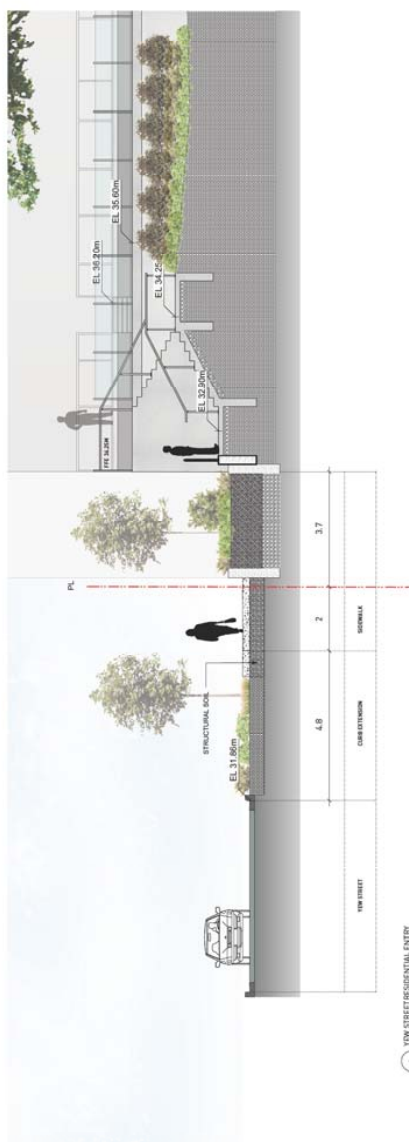 EL 36.20m
EL 35.60m
EL 34.25
FFE 36.25M
EL 32.90m
PL
STRUCTURAL SOIL
EL 31.86m
4.8
2
3.7
YEW STREET
CURB EXTENSION
SIDEWALK
YEW STREET RESIDENTIAL ENTRY